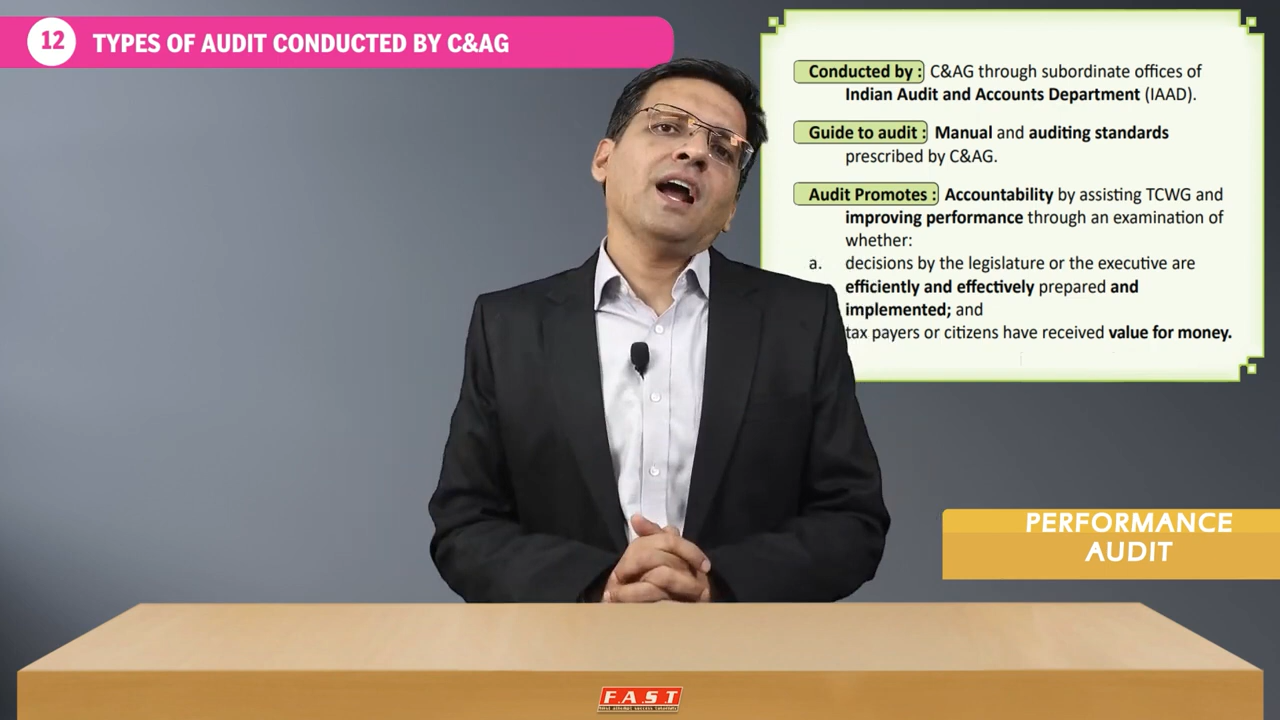 12 TYPES OF AUDIT CONDUCTED BY C&AG
Conducted by : C&AG through subordinate offices of
Indian Audit and Accounts Department (IAAD).
Guide to audit : Manual and auditing standards
prescribed by C&AG.
Audit Promotes : Accountability by assisting TCWG and
improving performance through an examination of
whether:
a. decisions by the legislature or the executive are
efficiently and effectively prepared and
implemented; and
tax payers or citizens have received value for money.
PERFORMANCE
AUDIT
F.A.S.T